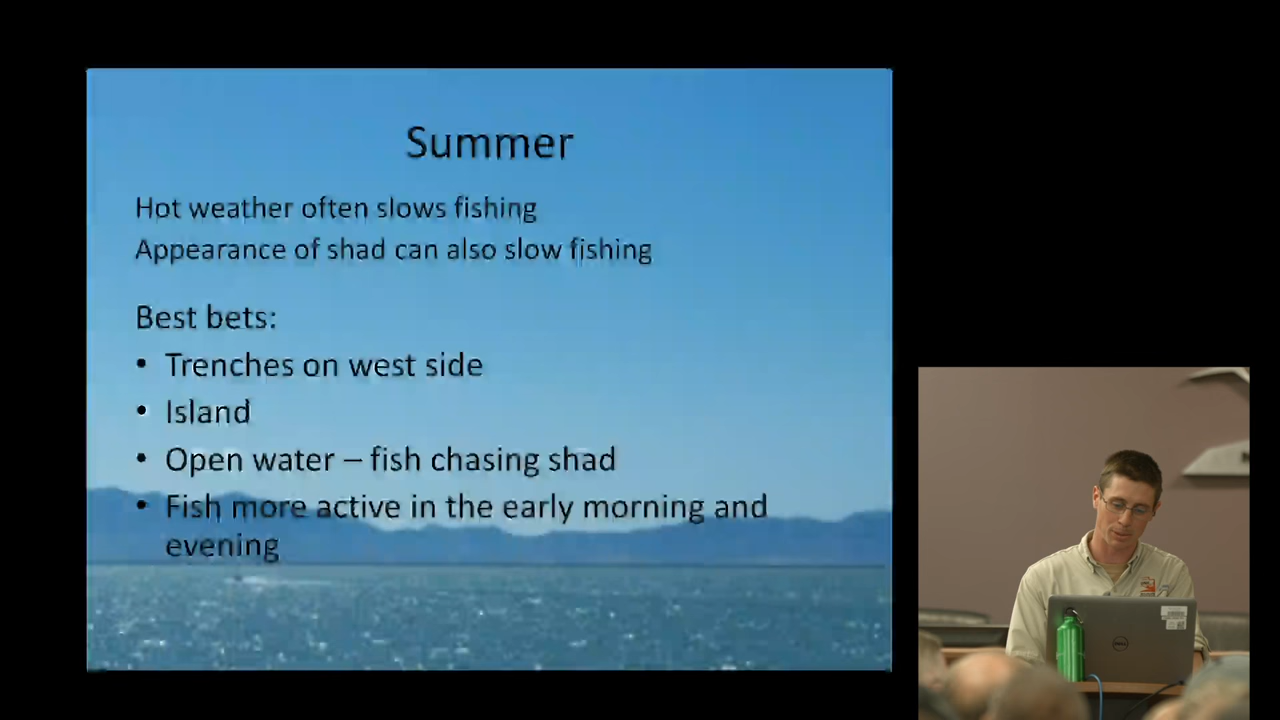 Summer
Hot weather often slows fishing
Appearance of shad can also slow fishing
Best bets:
• Trenches on west side
• Island
• Open water – fish chasing shad
• Fish more active in the early morning and
evening
DELL